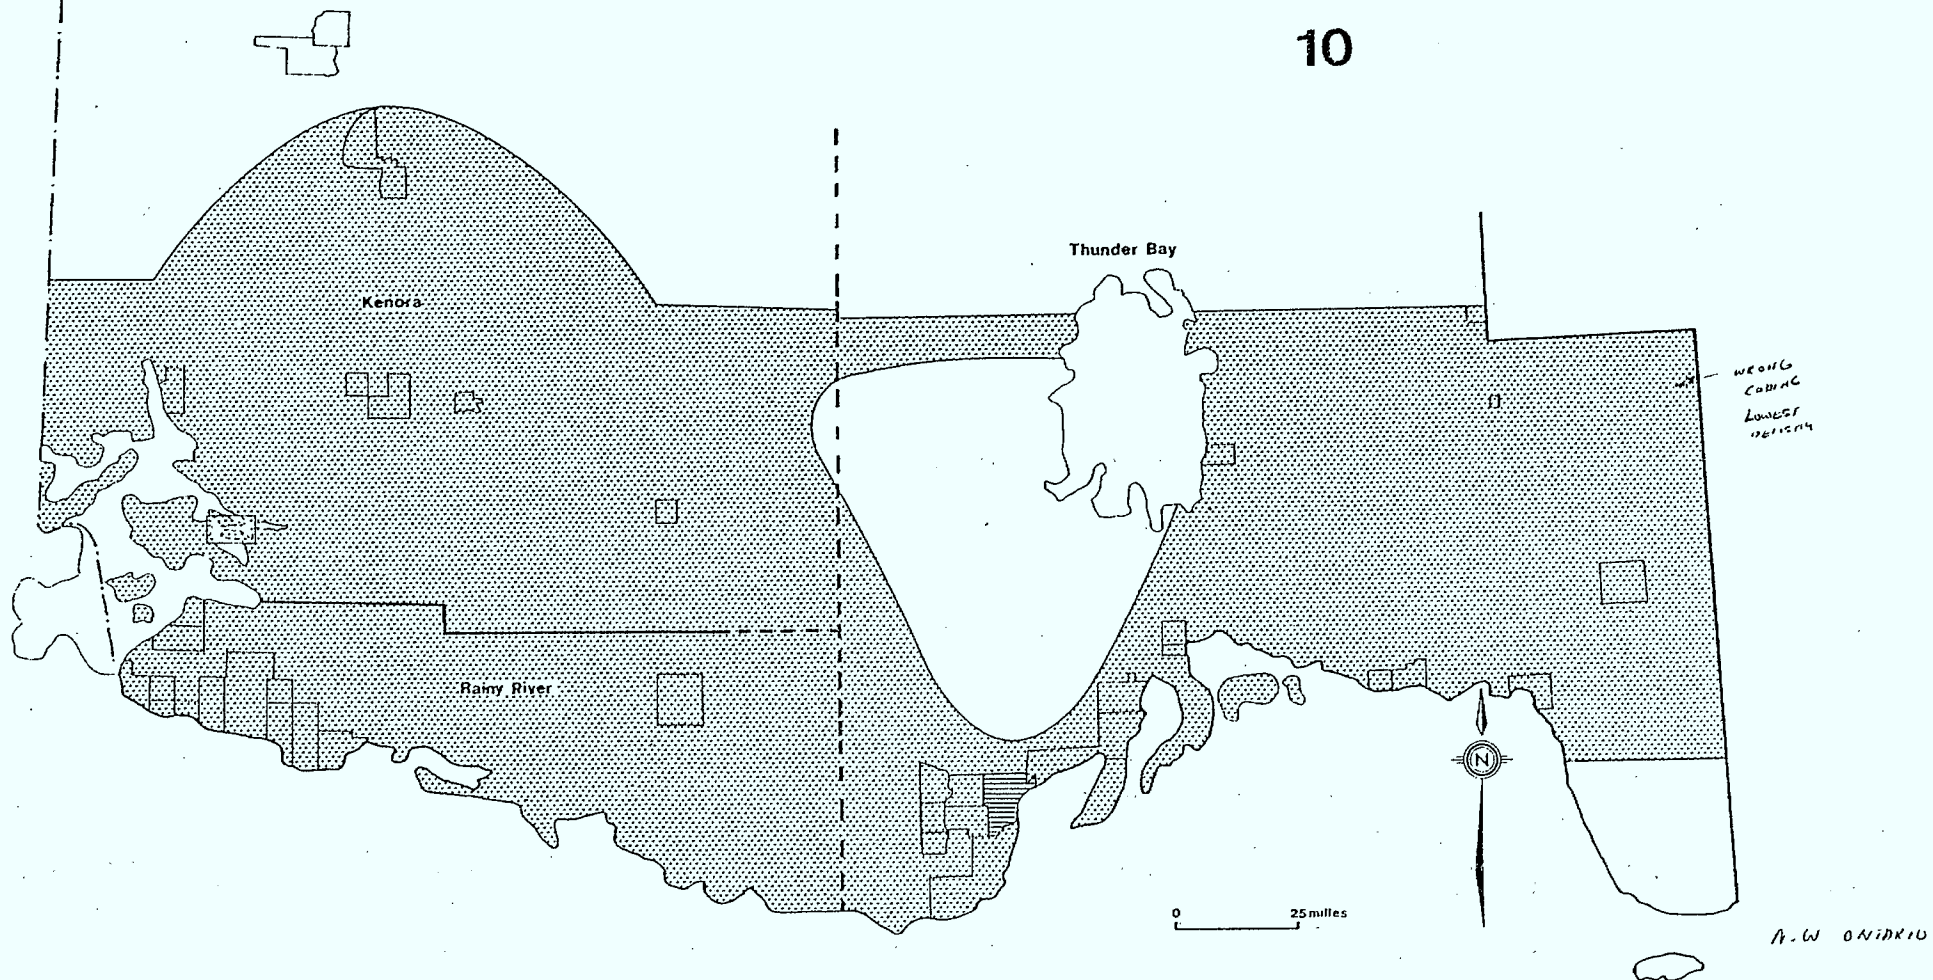 10
Thunder Bay
Kenora
WRONG
CODING
LOWEST
Rainy River
N
0 25 miles
N.W ONTARIO